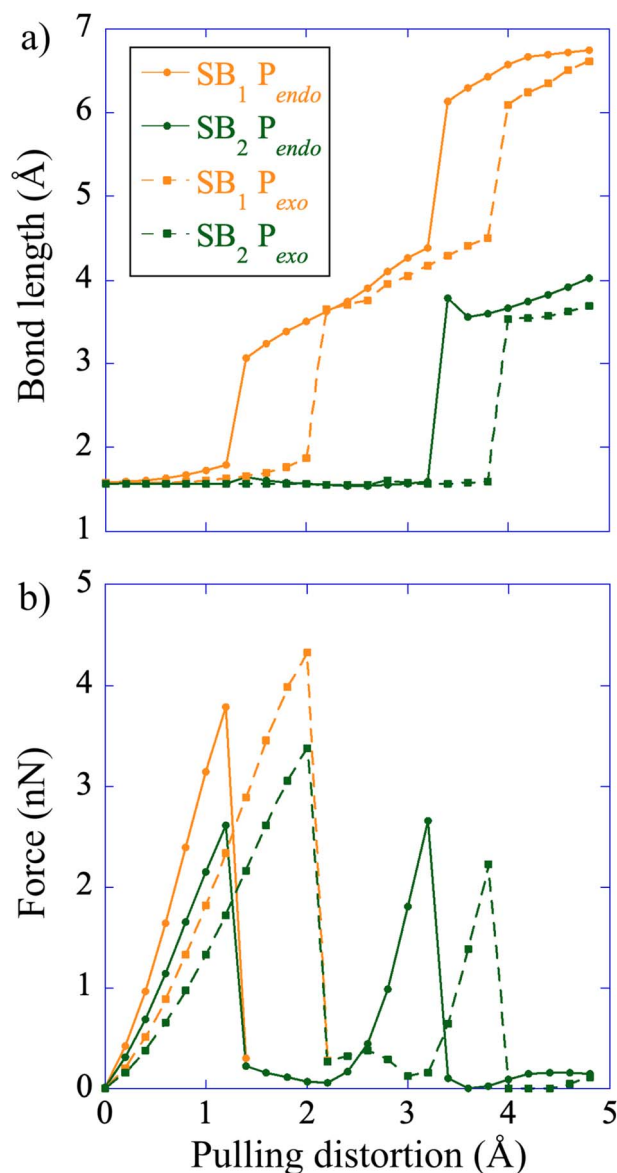 a)
7
6
5
4
3
2
1
Bond length (Å)
SB₁ Pₑₙdₒ
SB₂ Pₑₙdₒ
SB₁ Pₑₓₒ
SB₂ Pₑₓₒ
b)
5
4
3
2
1
0
Force (nN)
0 1 2 3 4 5
Pulling distortion (Å)